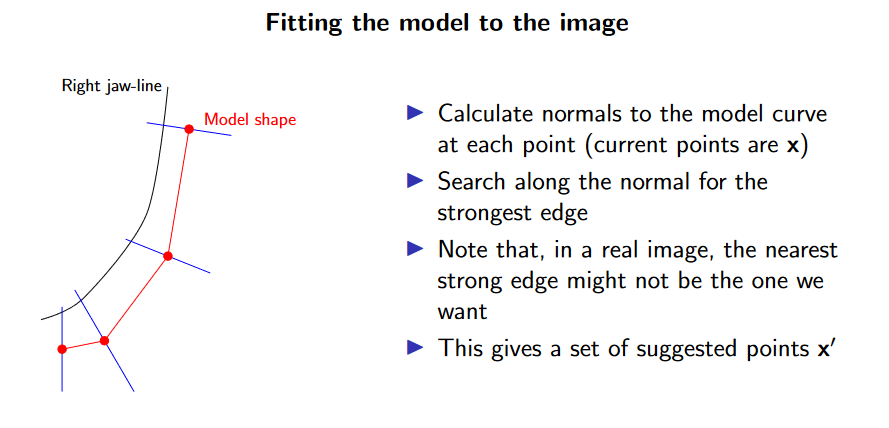 Fitting the model to the image
Right jaw-line
Model shape
Calculate normals to the model curve
at each point (current points are x)
Search along the normal for the
strongest edge
Note that, in a real image, the nearest
strong edge might not be the one we
want
This gives a set of suggested points x′